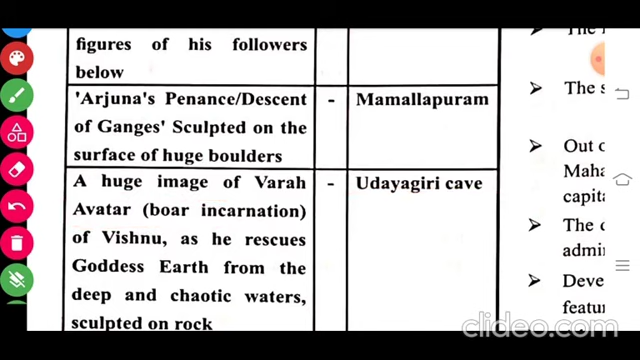 figures of his followers
below
'Arjuna's Penance/Descent
of Ganges' Sculpted on the
surface of huge boulders
- Mamallapuram
A huge image of Varah
Avatar (boar incarnation)
of Vishnu, as he rescues
Goddess Earth from the
deep and chaotic waters,
sculpted on rock
- Udayagiri cave
The
The s
Out o
Maha
capita
The
admin
Deve
featur
clideo.com